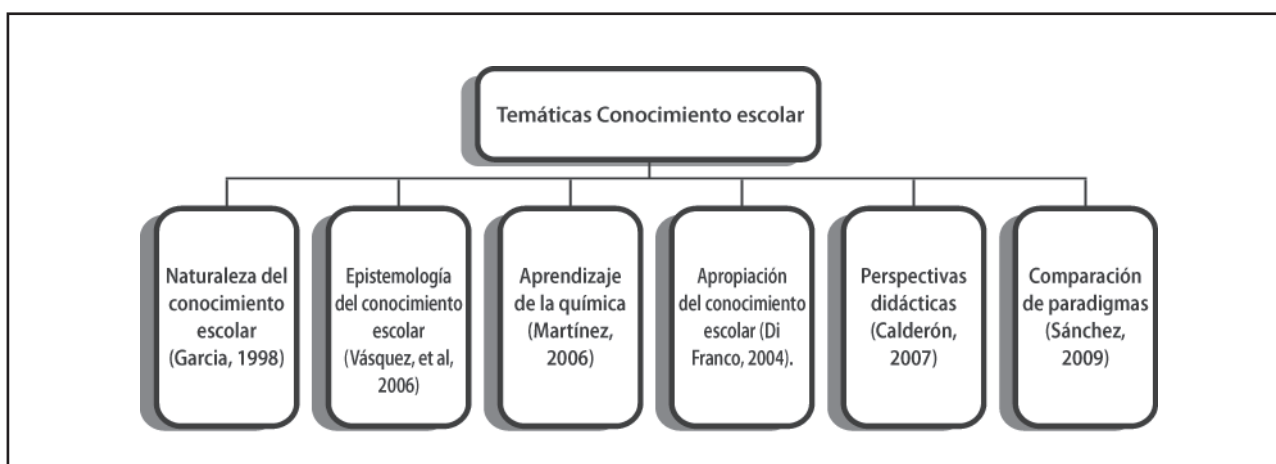 Temáticas Conocimiento escolar
Naturaleza del
conocimiento
escolar
(Garcia, 1998)
Epistemología
del conocimiento
escolar
(Vásquez, et al,
2006)
Aprendizaje
de la química
(Martínez,
2006)
Apropiación
del conocimiento
escolar (Di
Franco, 2004).
Perspectivas
didácticas
(Calderón,
2007)
Comparación
de paradigmas
(Sánchez,
2009)